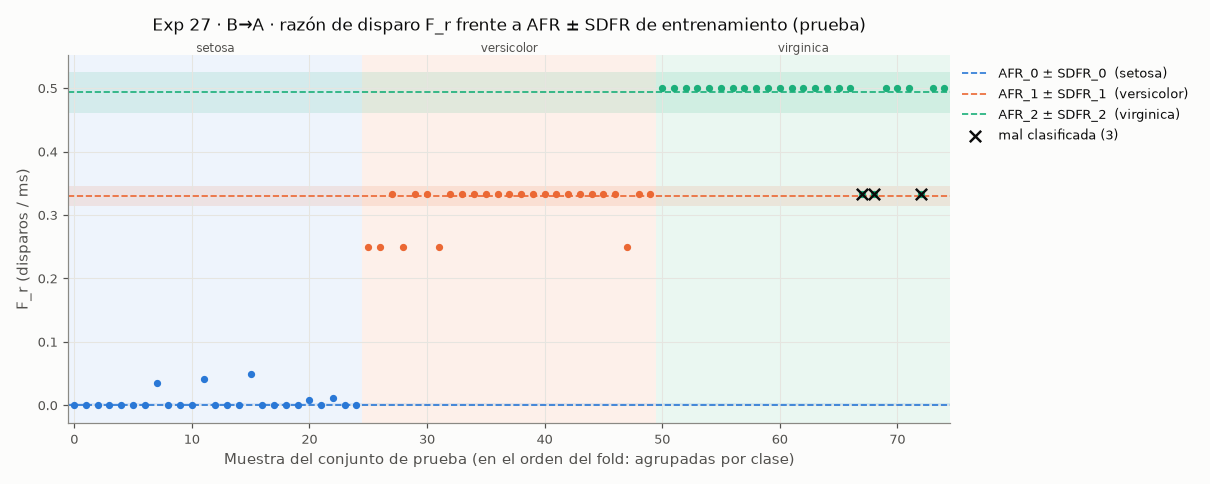 Exp 27 · B→A · razón de disparo F_r frente a AFR ± SDFR de entrenamiento (prueba)
setosa versicolor virginica
AFR_0 ± SDFR_0 (setosa)
AFR_1 ± SDFR_1 (versicolor)
AFR_2 ± SDFR_2 (virginica)
mal clasificada (3)
F_r (disparos / ms)
0.5
0.4
0.3
0.2
0.1
0.0
0 10 20 30 40 50 60 70
Muestra del conjunto de prueba (en el orden del fold: agrupadas por clase)